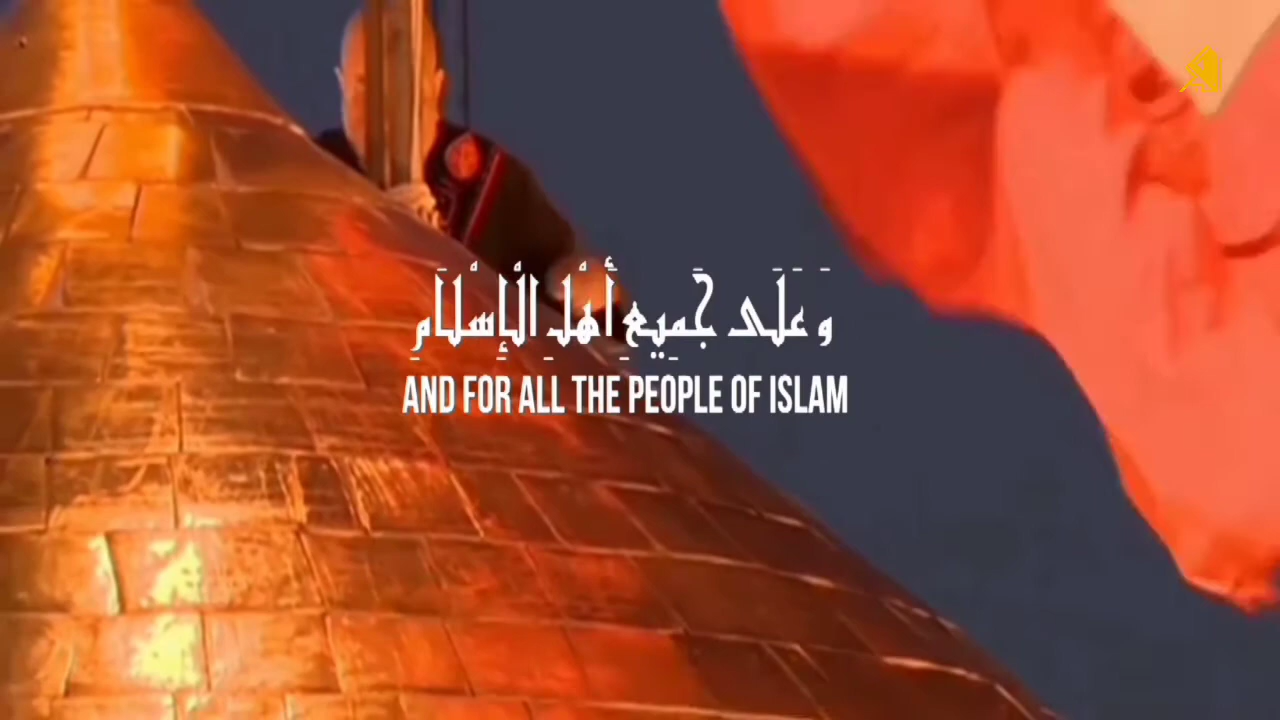 وَ عَلَى جَمِيعِ أَهْلِ الْإِسْلَامِ
AND FOR ALL THE PEOPLE OF ISLAM